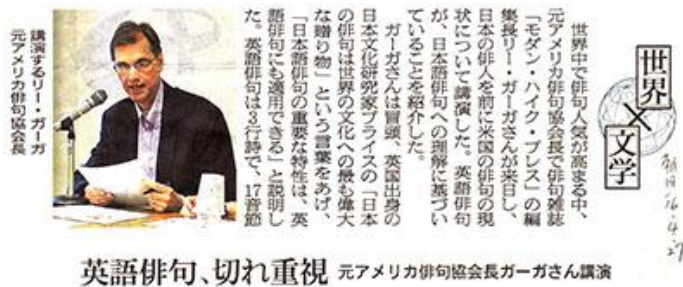 世界×文学
世界中で俳句人気が高まる中、
元アメリカ俳句協会長で俳句雑誌
「モダン・ハイク・プレス」の編
集長リー・ガーガさんが来日し、
日本の俳人を前に米国の俳句の現
状について講演した。英語俳句
が、日本語俳句への理解に基づい
ていることを紹介した。
ガーガさんは冒頭、英国出身の
日本文化研究家ブライスの「日本
の俳句は世界の文化への最も偉大
な贈り物」という言葉をあげ、
「日本語俳句の重要な特性は、英
語俳句にも適用できる」と説明し
た。英語俳句は3行詩で、17音節
講演するリー・ガーガ
元アメリカ俳句協会長
英語俳句、切れ重視 元アメリカ俳句協会長ガーガさん講演
朝日 '16・4・27